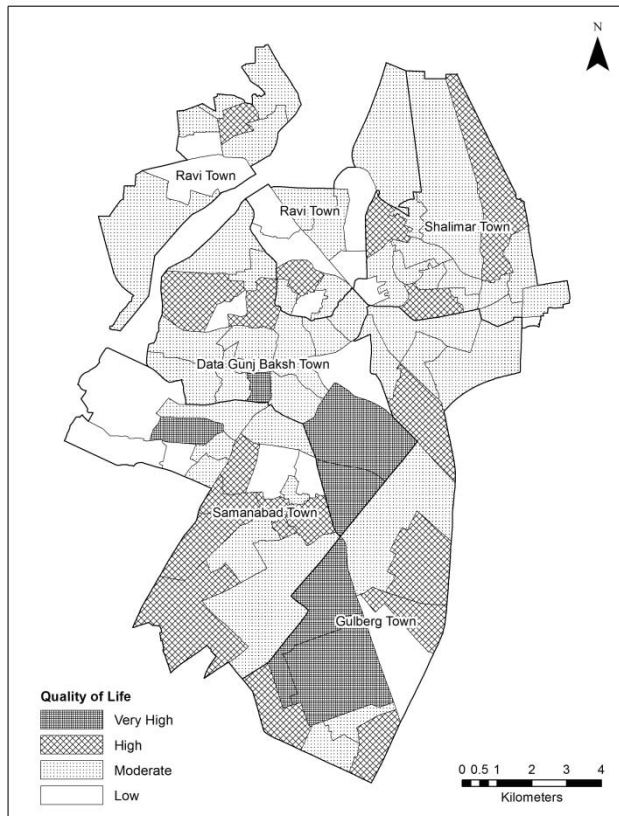 N
Ravi Town
Ravi Town
Shalimar Town
Data Gunj Baksh Town
Samanabad Town
Gulberg Town
Quality of Life
Very High
High
Moderate
Low
0 0.5 1 2 3 4
Kilometers